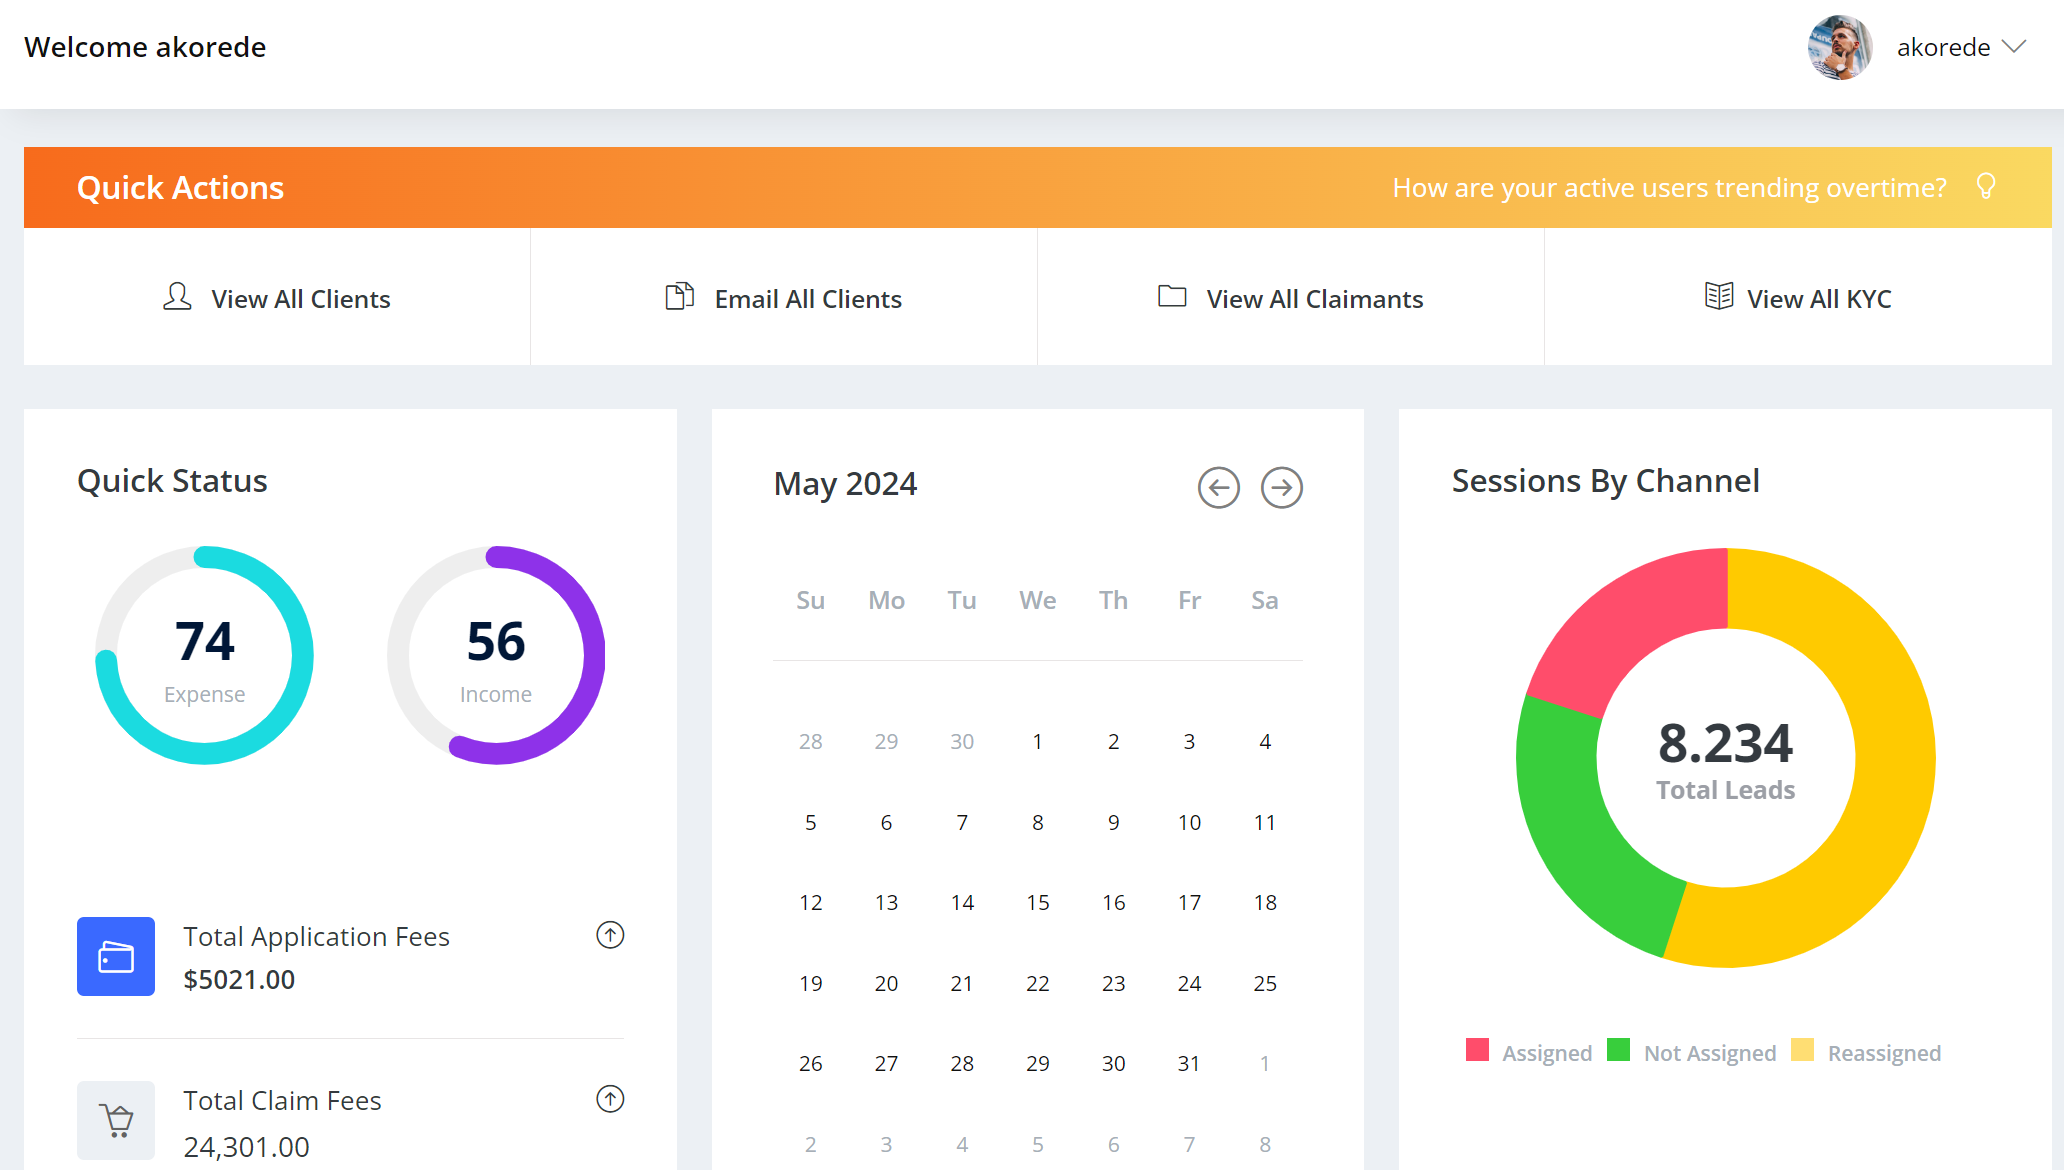 Welcome akorede
akorede
Quick Actions
How are your active users trending overtime?
View All Clients
Email All Clients
View All Claimants
View All KYC
Quick Status
74
Expense
56
Income
Total Application Fees
$5021.00
Total Claim Fees
24,301.00
May 2024
Su Mo Tu We Th Fr Sa
28 29 30 1 2 3 4
5 6 7 8 9 10 11
12 13 14 15 16 17 18
19 20 21 22 23 24 25
26 27 28 29 30 31 1
2 3 4 5 6 7 8
Sessions By Channel
8.234
Total Leads
Assigned Not Assigned Reassigned